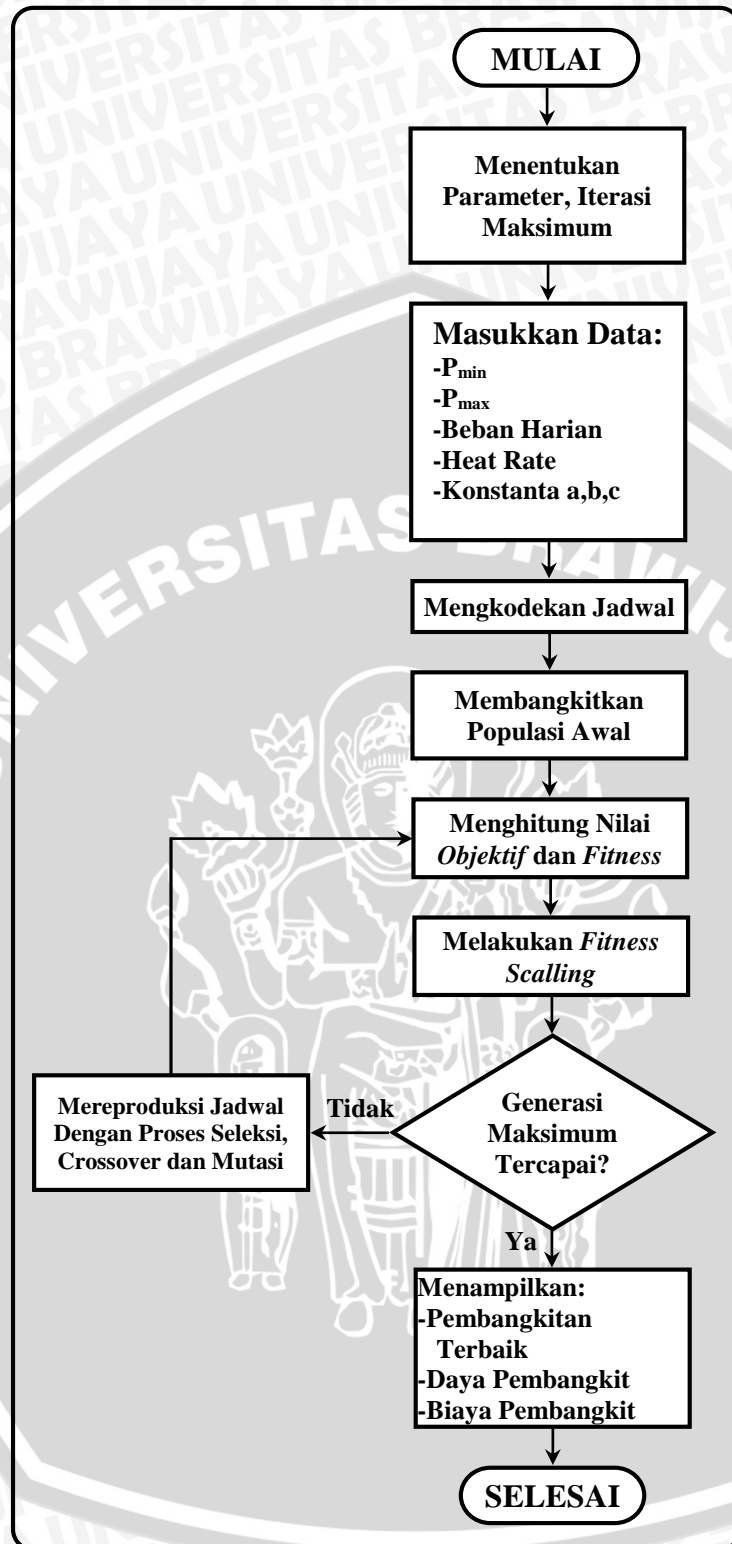 MULAI
Menentukan
Parameter, Iterasi
Maksimum
Masukkan Data:
-Pmin
-Pmax
-Beban Harian
-Heat Rate
-Konstanta a,b,c
Mengkodekan Jadwal
Membangkitkan
Populasi Awal
Menghitung Nilai
Objektif dan Fitness
Melakukan Fitness
Scalling
Generasi
Maksimum
Tercapai?
Tidak
Mereproduksi Jadwal
Dengan Proses Seleksi,
Crossover dan Mutasi
Ya
Menampilkan:
-Pembangkitan
Terbaik
-Daya Pembangkit
-Biaya Pembangkit
SELESAI
UNIVERSITAS BRAWIJ